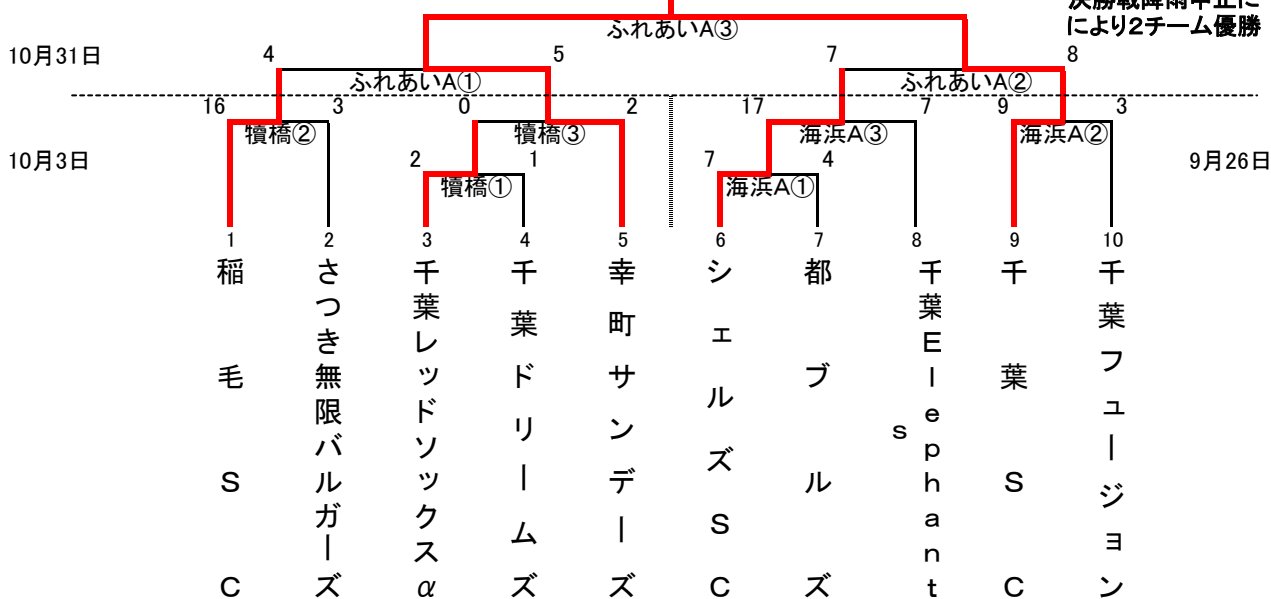 決勝戦降雨中止に
により2チーム優勝
ふれあいA③
10月31日
4
5
7
8
ふれあいA①
ふれあいA②
16
3
0
2
17
7
9
3
犢橋②
犢橋③
海浜A③
海浜A②
10月3日
2
1
7
4
9月26日
犢橋①
海浜A①
1
2
3
4
5
6
7
8
9
10
稲毛SC
さつき無限バルガーズ
千葉レッドソックスα
千葉ドリームズ
幸町サンデーズ
シェルズSC
都ブルズ
千葉Elephants
千葉SC
千葉フュージョン